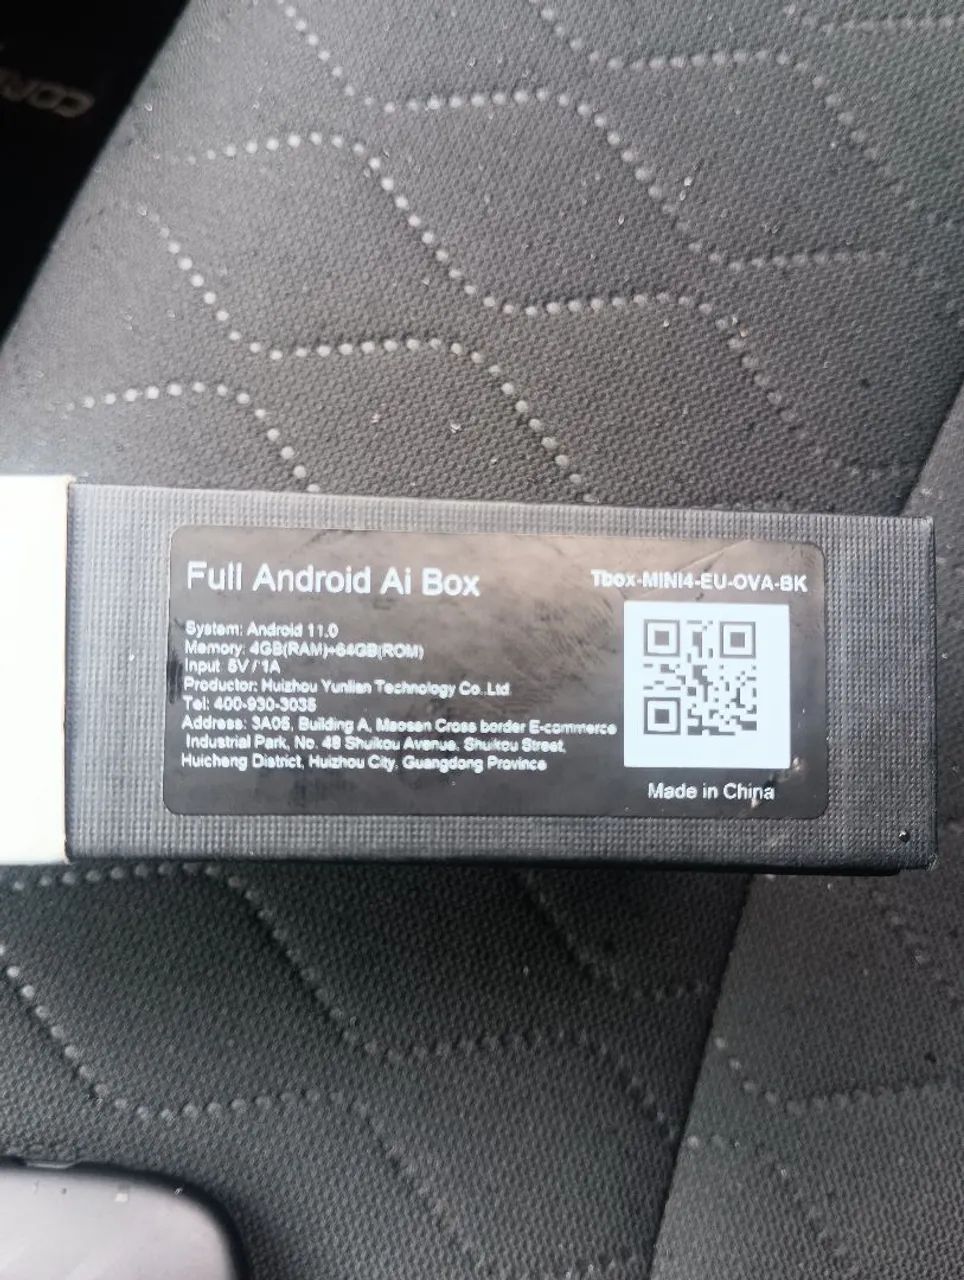 Full Android Ai Box
Tbox-MINI4-EU-OVA-BK
System: Android 11.0
Memory: 4GB(RAM)+64GB(ROM)
Input 5V/1A
Productor: Huizhou Yunlian Technology Co.,Ltd
Tel: 400-930-3035
Address: 3A05, Building A, Maosen Cross border E-commerce
Industrial Park, No. 48 Shuikou Avenue, Shuikou Street,
Huicheng District, Huizhou City, Guangdong Province
Made in China